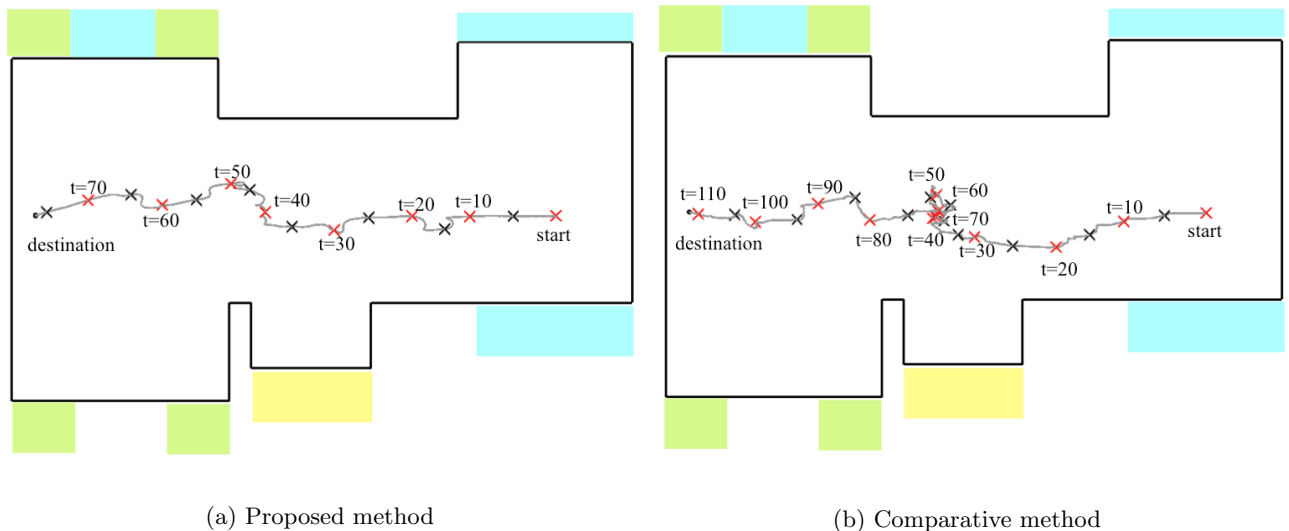 t=70
t=60
t=50
t=40
t=30
t=20
t=10
start
destination
(a) Proposed method
t=110
t=100
t=90
t=80
t=50
t=60
t=70
t=40
t=30
t=20
t=10
start
destination
(b) Comparative method